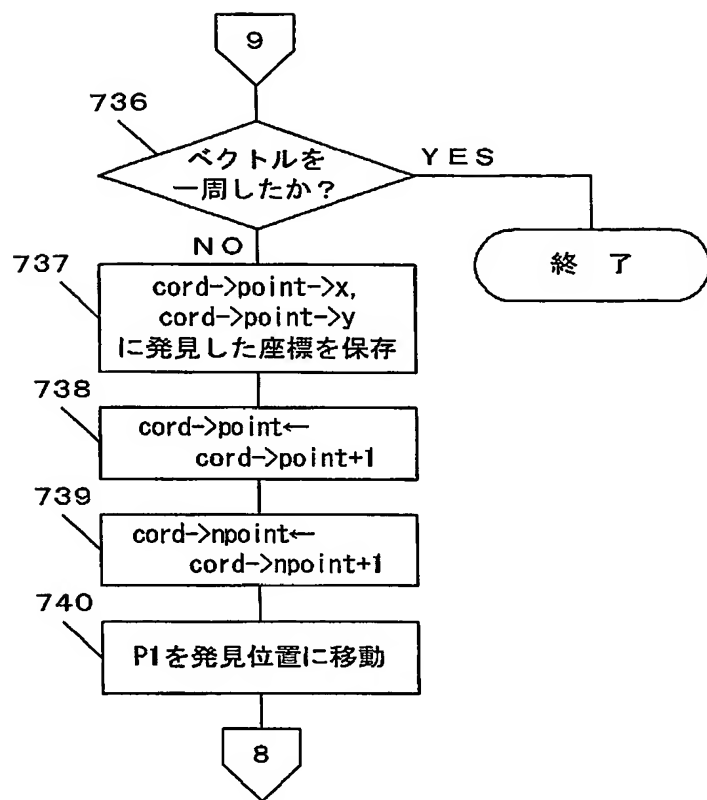 9
736
ベクトルを
一周したか？
YES
終 了
NO
737
cord->point->x,
cord->point->y
に発見した座標を保存
738
cord->point←
cord->point+1
739
cord->npoint←
cord->npoint+1
740
P1を発見位置に移動
8